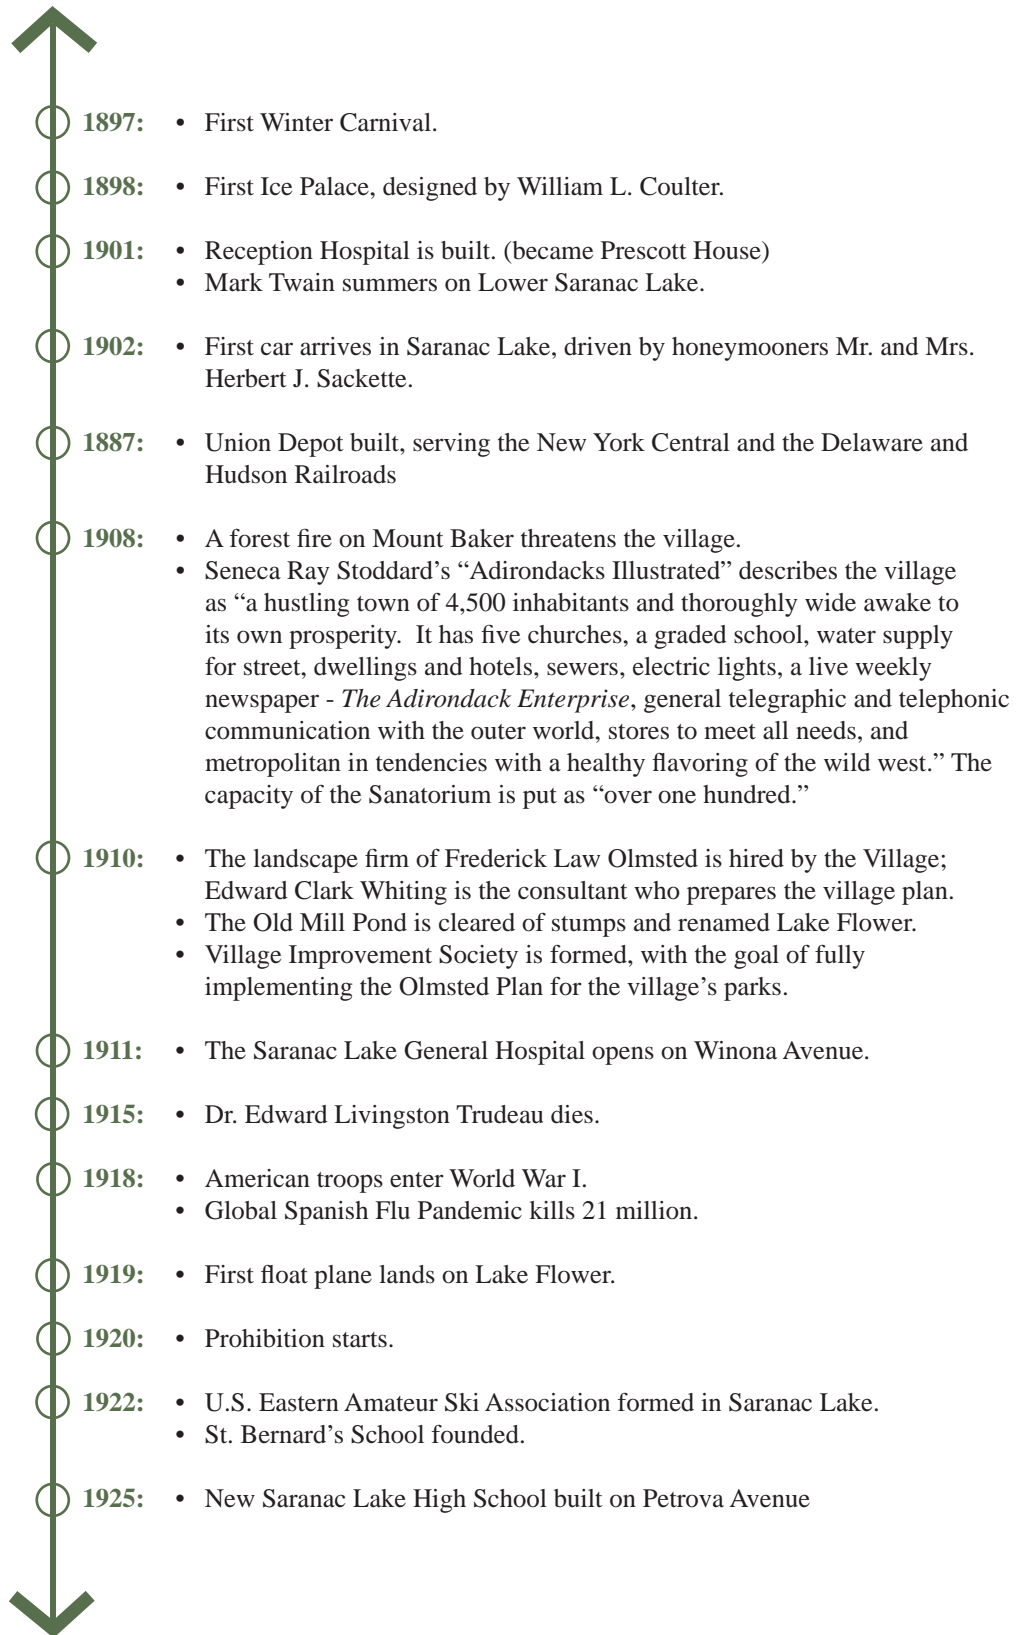 1897: • First Winter Carnival.
1898: • First Ice Palace, designed by William L. Coulter.
1901: • Reception Hospital is built. (became Prescott House)
• Mark Twain summers on Lower Saranac Lake.
1902: • First car arrives in Saranac Lake, driven by honeymooners Mr. and Mrs.
Herbert J. Sackette.
1887: • Union Depot built, serving the New York Central and the Delaware and
Hudson Railroads
1908: • A forest fire on Mount Baker threatens the village.
• Seneca Ray Stoddard’s “Adirondacks Illustrated” describes the village
as “a hustling town of 4,500 inhabitants and thoroughly wide awake to
its own prosperity.  It has five churches, a graded school, water supply
for street, dwellings and hotels, sewers, electric lights, a live weekly
newspaper - The Adirondack Enterprise, general telegraphic and telephonic
communication with the outer world, stores to meet all needs, and
metropolitan in tendencies with a healthy flavoring of the wild west.” The
capacity of the Sanatorium is put as “over one hundred.”
1910: • The landscape firm of Frederick Law Olmsted is hired by the Village;
Edward Clark Whiting is the consultant who prepares the village plan.
• The Old Mill Pond is cleared of stumps and renamed Lake Flower.
• Village Improvement Society is formed, with the goal of fully
implementing the Olmsted Plan for the village’s parks.
1911: • The Saranac Lake General Hospital opens on Winona Avenue.
1915: • Dr. Edward Livingston Trudeau dies.
1918: • American troops enter World War I.
• Global Spanish Flu Pandemic kills 21 million.
1919: • First float plane lands on Lake Flower.
1920: • Prohibition starts.
1922: • U.S. Eastern Amateur Ski Association formed in Saranac Lake.
• St. Bernard’s School founded.
1925: • New Saranac Lake High School built on Petrova Avenue